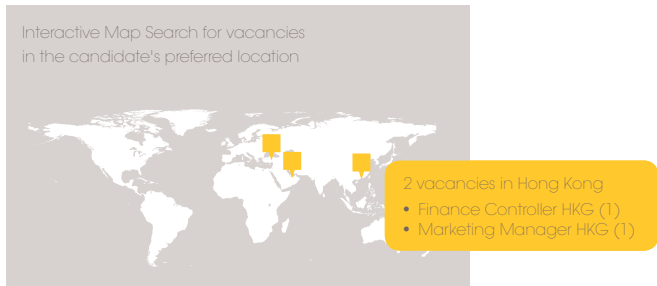 Interactive Map Search for vacancies
in the candidate's preferred location
2 vacancies in Hong Kong
• Finance Controller HKG (1)
• Marketing Manager HKG (1)